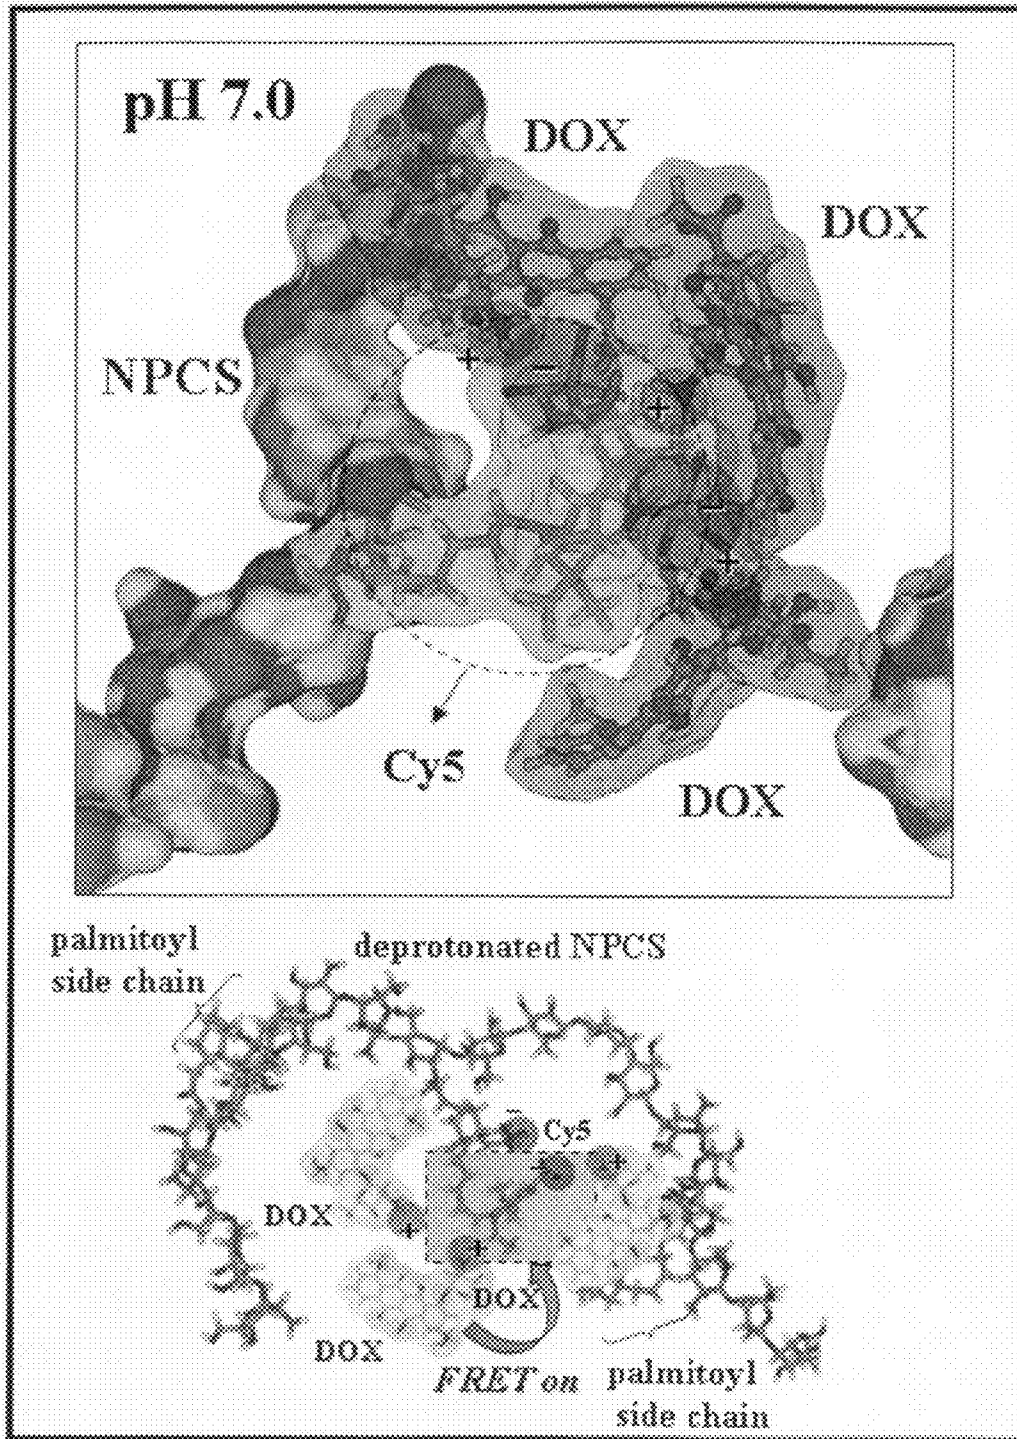 pH 7.0
DOX
DOX
NPCS
+
−
+
−
+
Cy5
DOX
palmitoyl
side chain
deprotonated NPCS
−
Cy5
−
+
DOX
+
+
DOX
DOX
FRET on
palmitoyl
side chain